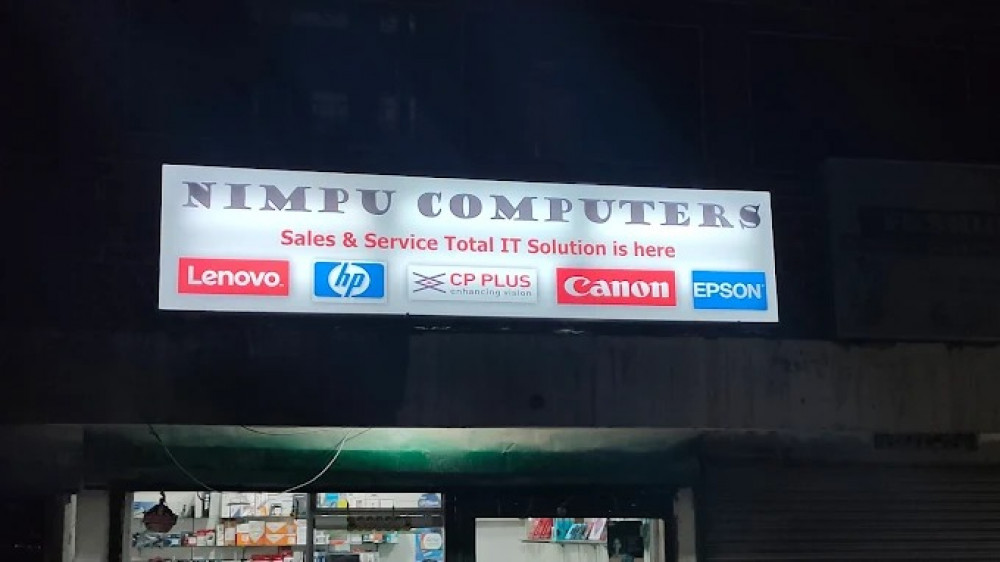 NIMPU COMPUTERS
Sales & Service Total IT Solution is here
Lenovo hp CP PLUS Canon EPSON
enhancing vision